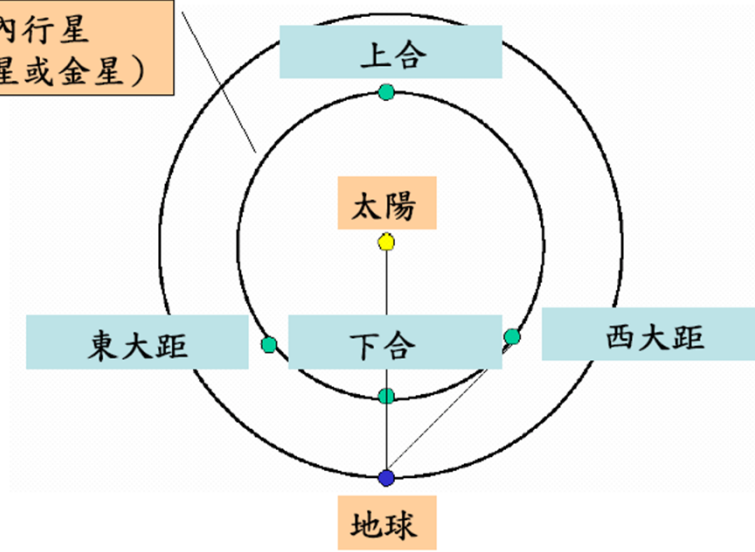 內行星
星或金星）
上合
太陽
東大距
下合
西大距
地球